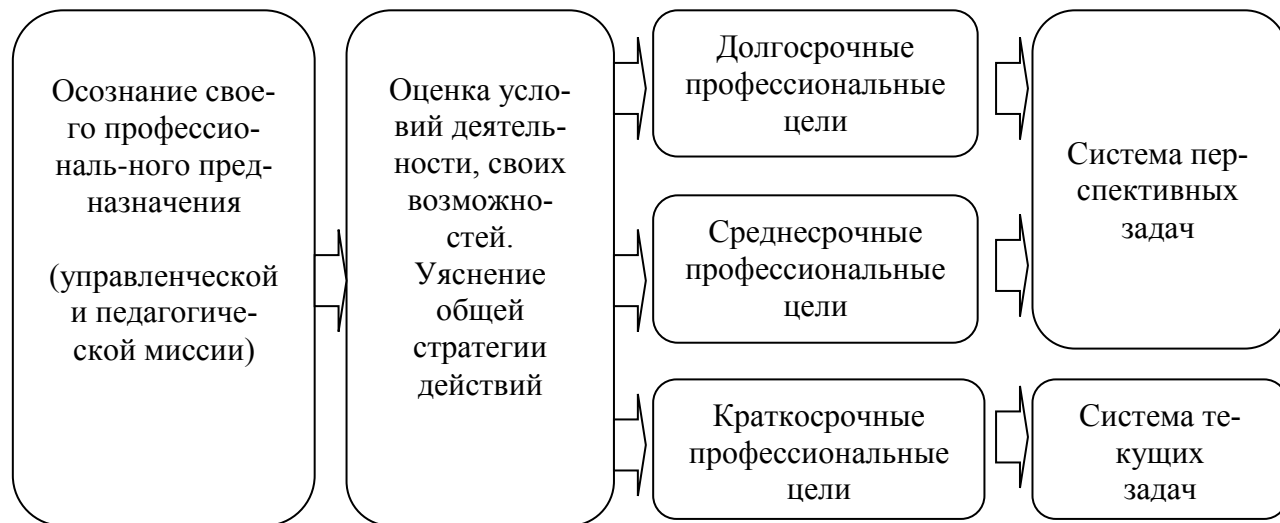 Осознание свое-
го профессио-
наль-ного пред-
назначения
(управленческой
и педагогиче-
ской миссии)
Оценка усло-
вий деятель-
ности, своих
возможно-
стей.
Уяснение
общей
стратегии
действий
Долгосрочные
профессиональные
цели
Среднесрочные
профессиональные
цели
Краткосрочные
профессиональные
цели
Система пер-
спективных
задач
Система те-
кущих
задач